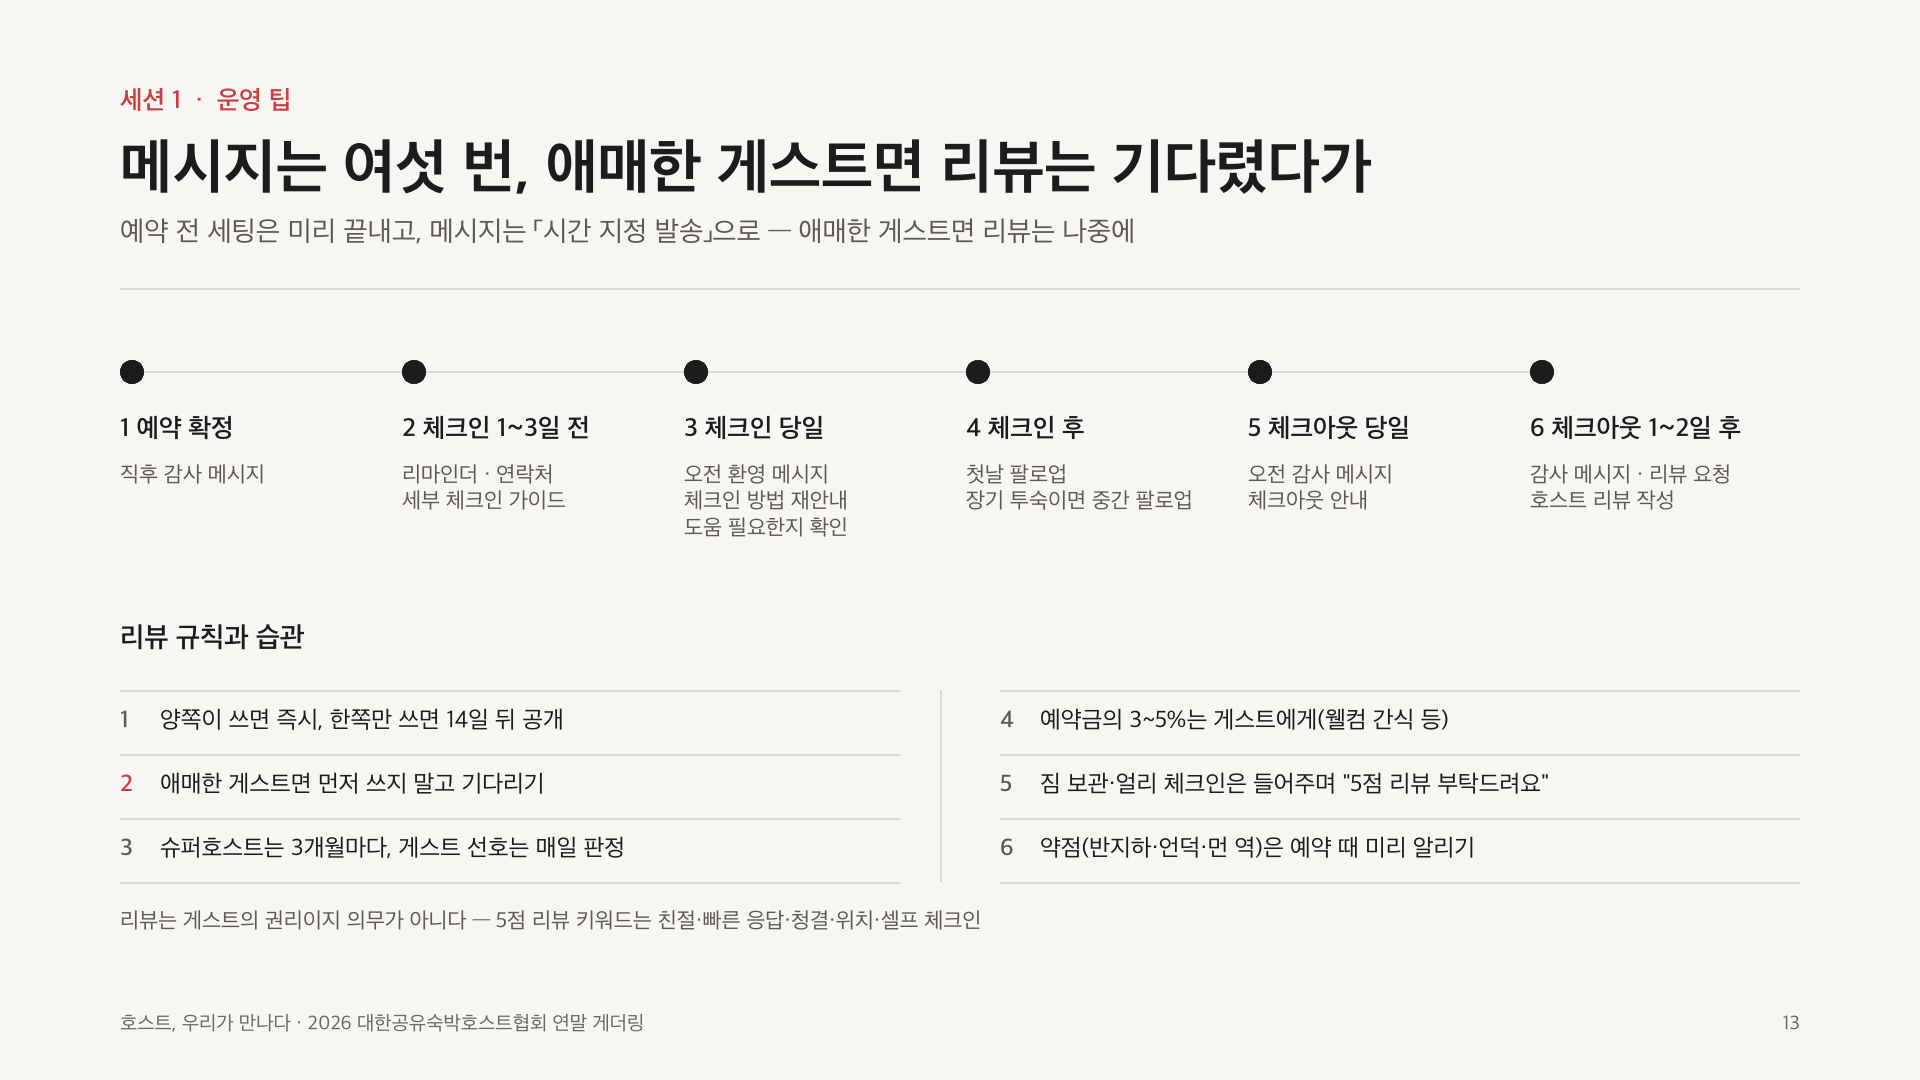 세션 1 · 운영 팁
메시지는 여섯 번, 애매한 게스트면 리뷰는 기다렸다가
예약 전 세팅은 미리 끝내고, 메시지는 「시간 지정 발송」으로 — 애매한 게스트면 리뷰는 나중에
1 예약 확정
직후 감사 메시지
2 체크인 1~3일 전
리마인더 · 연락처
세부 체크인 가이드
3 체크인 당일
오전 환영 메시지
체크인 방법 재안내
도움 필요한지 확인
4 체크인 후
첫날 팔로업
장기 투숙이면 중간 팔로업
5 체크아웃 당일
오전 감사 메시지
체크아웃 안내
6 체크아웃 1~2일 후
감사 메시지 · 리뷰 요청
호스트 리뷰 작성
리뷰 규칙과 습관
1 양쪽이 쓰면 즉시, 한쪽만 쓰면 14일 뒤 공개
2 애매한 게스트면 먼저 쓰지 말고 기다리기
3 슈퍼호스트는 3개월마다, 게스트 선호는 매일 판정
4 예약금의 3~5%는 게스트에게(웰컴 간식 등)
5 짐 보관·얼리 체크인은 들어주며 "5점 리뷰 부탁드려요"
6 약점(반지하·언덕·먼 역)은 예약 때 미리 알리기
리뷰는 게스트의 권리이지 의무가 아니다 — 5점 리뷰 키워드는 친절·빠른 응답·청결·위치·셀프 체크인
호스트, 우리가 만나다 · 2026 대한공유숙박호스트협회 연말 게더링
13